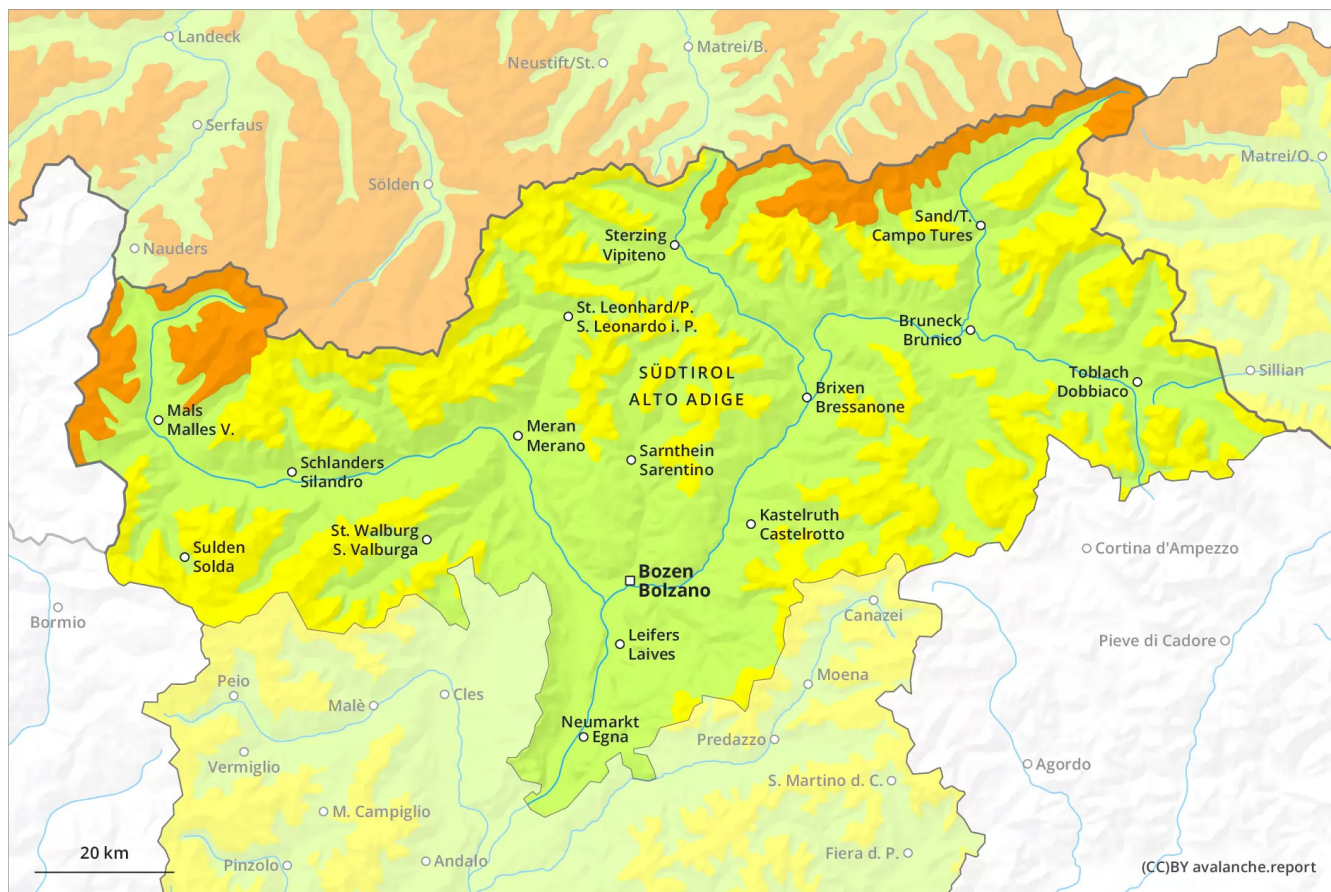 Landeck
Matrei/B.
Neustift/St.
Serfaus
Matrei/O.
Sölden
Sand/T.
Campo Tures
Sterzing
Vipiteno
Nauders
St. Leonhard/P.
S. Leonardo i. P.
Bruneck
Brunico
SÜDTIROL
ALTO ADIGE
Toblach
Dobbiaco
Sillian
Brixen
Bressanone
Mals
Malles V.
Meran
Merano
Sarnthein
Sarentino
Schlanders
Silandro
Kastelruth
Castelrotto
St. Walburg
S. Valburga
Sulden
Solda
Cortina d'Ampezzo
Bozen
Bolzano
Bormio
Canazei
Leifers
Laives
Pieve di Cadore
Moena
Peio
Cles
Malè
Neumarkt
Egna
Predazzo
Vermiglio
Agordo
S. Martino d. C.
M. Campiglio
20 km
Andalo
Fiera d. P.
Pinzolo
(CC)BY avalanche.report